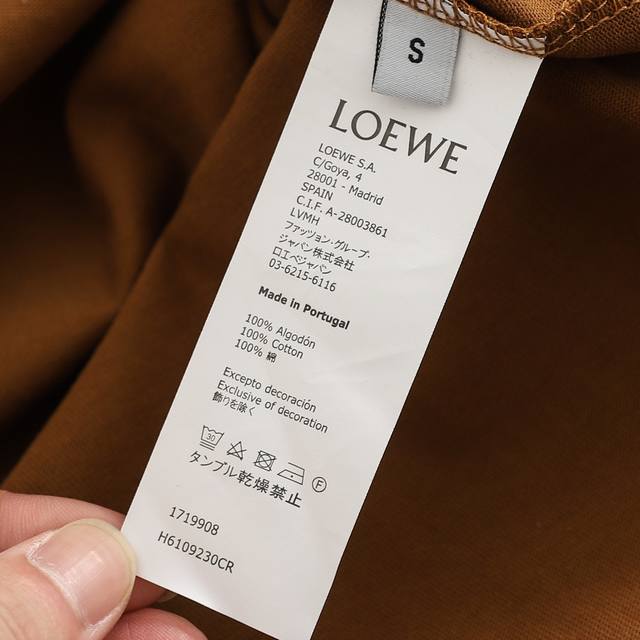 S
LOEWE
LOEWE S.A.
C/Goya, 4
28001 - Madrid
SPAIN
C.I.F. A-28003861
LVMH
ファッツョン·グループ·
ジャパン株式会社
ロエベジャパン
03-6215-6116
Made in Portugal
100% Algodón
100% Cotton
100% 綿
Excepto decoración
Exclusive of decoration
飾りを除く
30
F
タンブル乾燥禁止
1719908
H6109230CR